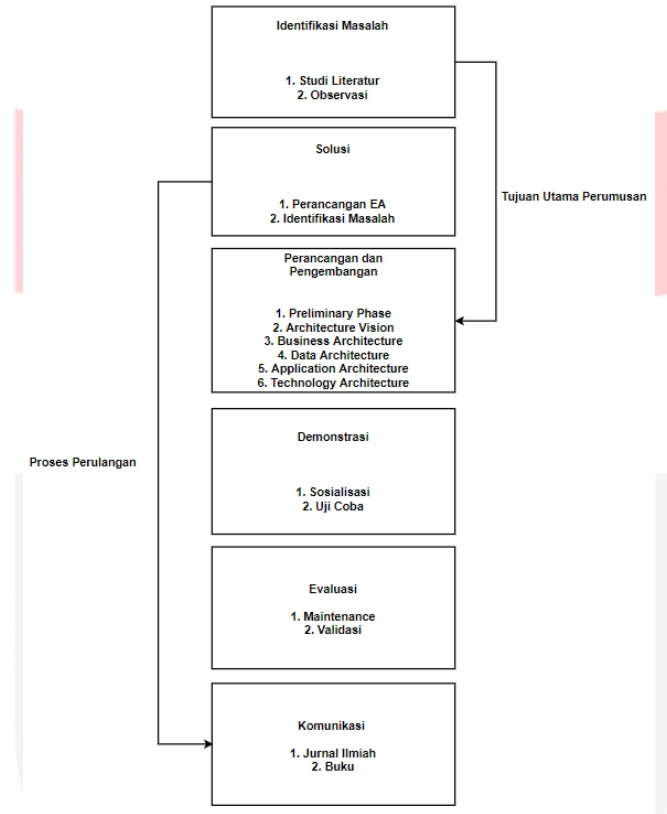 Identifikasi Masalah
1. Studi Literatur
2. Observasi
Tujuan Utama Perumusan
Solusi
1. Perancangan EA
2. Identifikasi Masalah
Perancangan dan
Pengembangan
1. Preliminary Phase
2. Architecture Vision
3. Business Architecture
4. Data Architecture
5. Application Architecture
6. Technology Architecture
Proses Perulangan
Demonstrasi
1. Sosialisasi
2. Uji Coba
Evaluasi
1. Maintenance
2. Validasi
Komunikasi
1. Jurnal Ilmiah
2. Buku